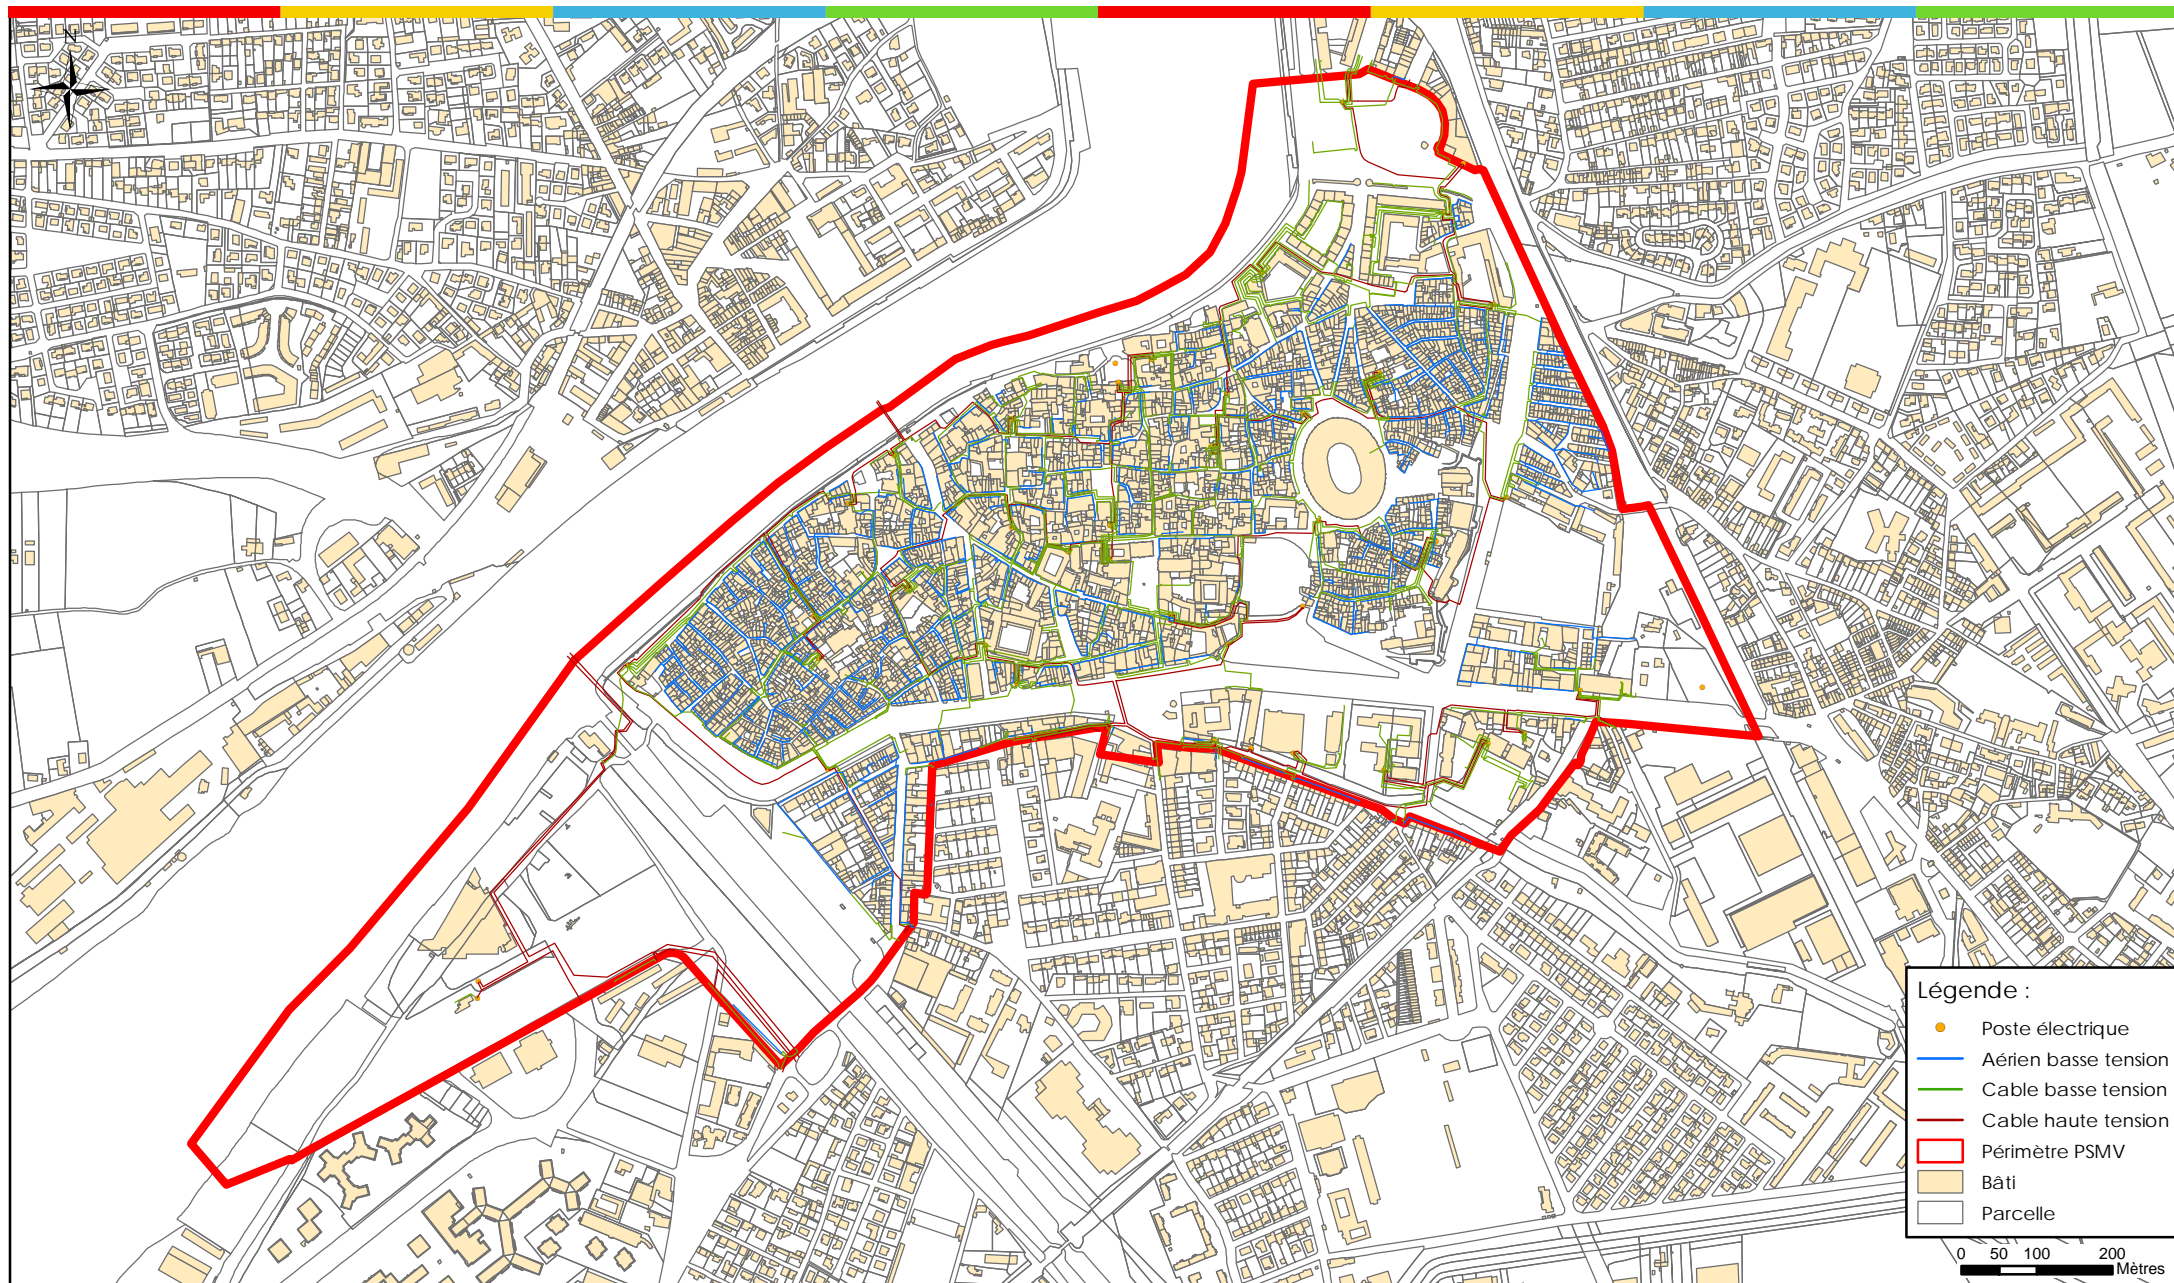 N
Légende :
Poste électrique
Aérien basse tension
Cable basse tension
Cable haute tension
Périmètre PSMV
Bâti
Parcelle
0 50 100 200
Mètres